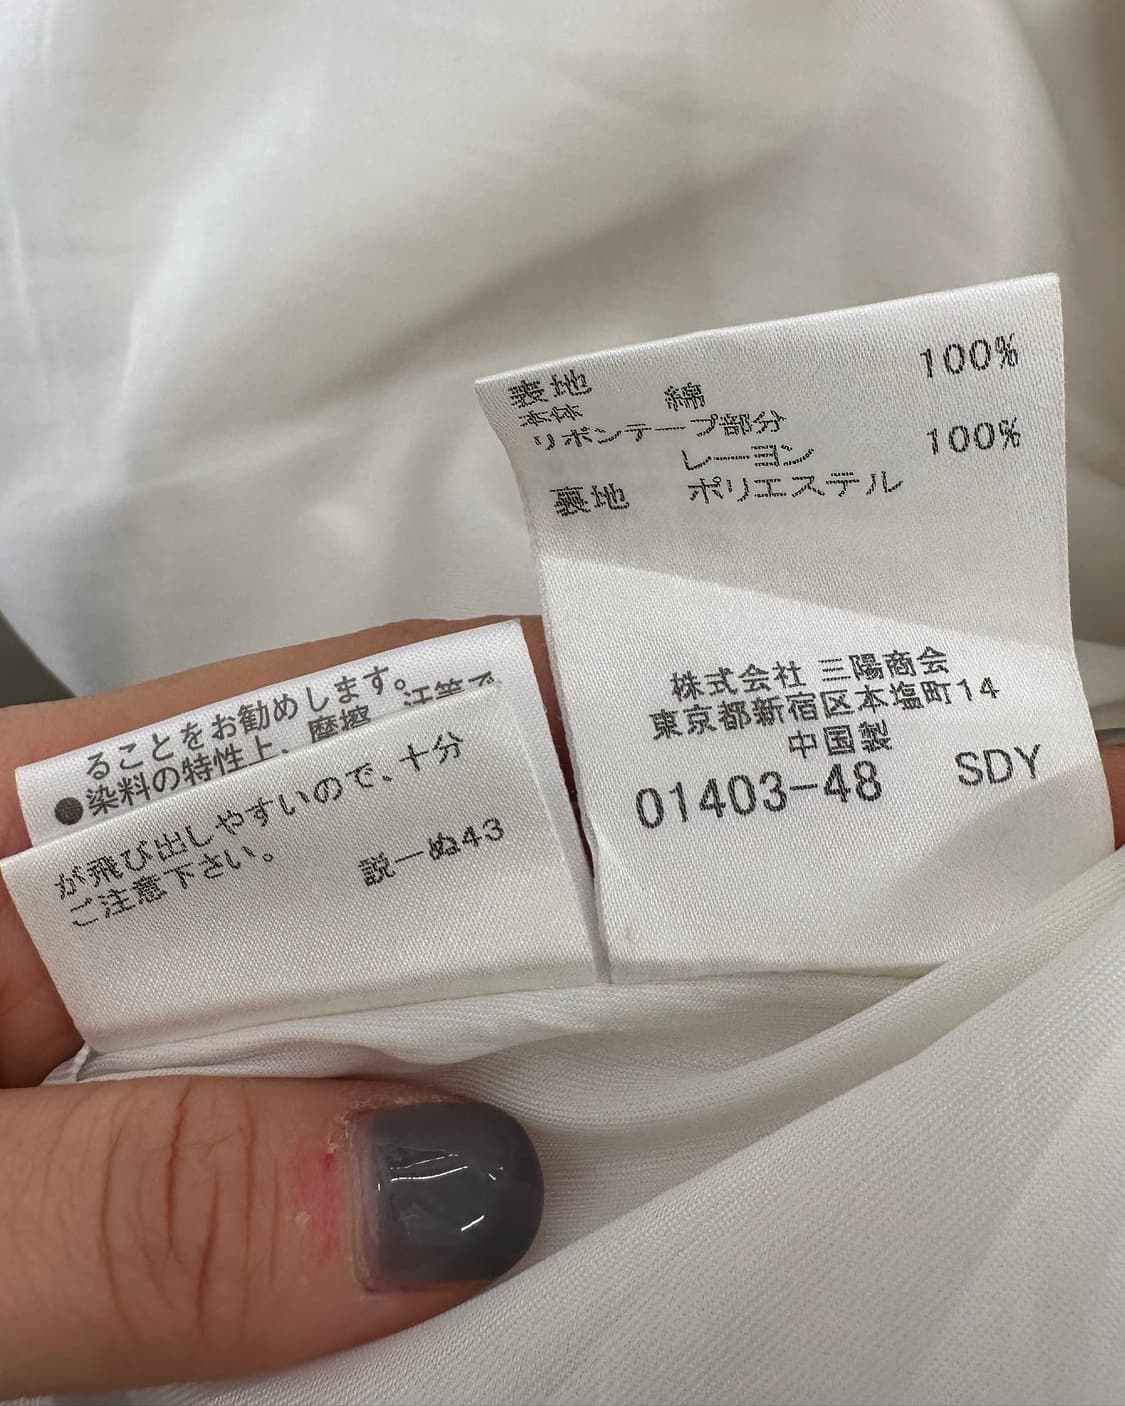 ることをお勧めします。
●染料の特性上、摩擦、汗等で
が飛び出しやすいので、十分
ご注意下さい。
説一ぬ43
表地
本体 綿 100%
リボンテープ部分
レーヨン 100%
裏地 ポリエステル
株式会社 三陽商会
東京都新宿区本塩町14
中国製
01403-48 SDY